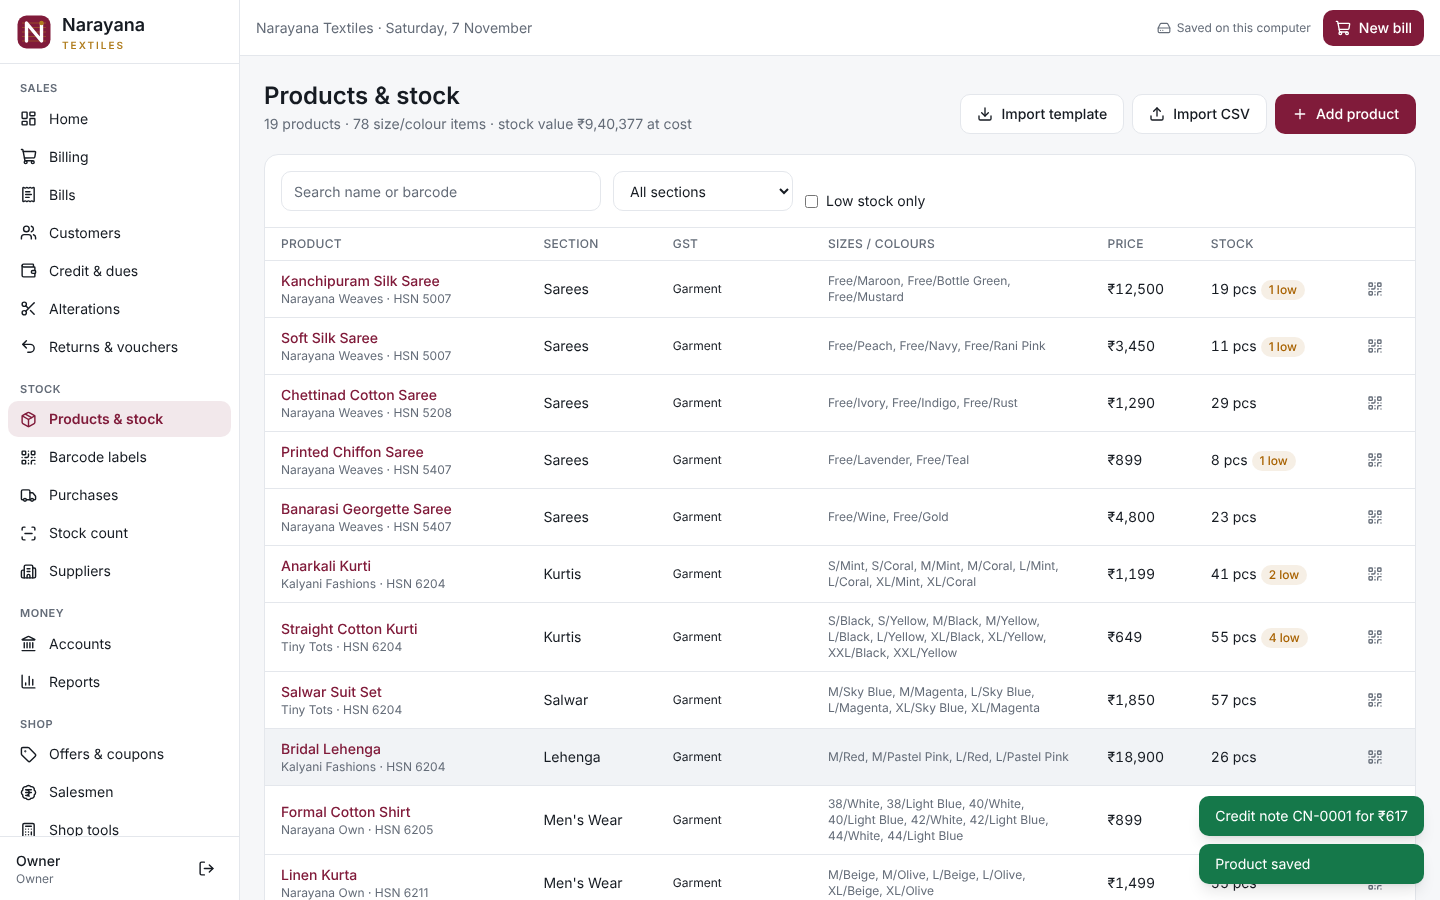 Narayana
TEXTILES
SALES
Home
Billing
Bills
Customers
Credit & dues
Alterations
Returns & vouchers
STOCK
Products & stock
Barcode labels
Purchases
Stock count
Suppliers
MONEY
Accounts
Reports
SHOP
Offers & coupons
Salesmen
Shop tools
Owner
Owner
Narayana Textiles · Saturday, 7 November
Saved on this computer
New bill
Products & stock
19 products · 78 size/colour items · stock value ₹9,40,377 at cost
Import template
Import CSV
Add product
Search name or barcode
All sections
Low stock only
PRODUCT SECTION GST SIZES / COLOURS PRICE STOCK
Kanchipuram Silk Saree
Narayana Weaves · HSN 5007
Sarees
Garment
Free/Maroon, Free/Bottle Green,
Free/Mustard
₹12,500
19 pcs 1 low
Soft Silk Saree
Narayana Weaves · HSN 5007
Sarees
Garment
Free/Peach, Free/Navy, Free/Rani Pink
₹3,450
11 pcs 1 low
Chettinad Cotton Saree
Narayana Weaves · HSN 5208
Sarees
Garment
Free/Ivory, Free/Indigo, Free/Rust
₹1,290
29 pcs
Printed Chiffon Saree
Narayana Weaves · HSN 5407
Sarees
Garment
Free/Lavender, Free/Teal
₹899
8 pcs 1 low
Banarasi Georgette Saree
Narayana Weaves · HSN 5407
Sarees
Garment
Free/Wine, Free/Gold
₹4,800
23 pcs
Anarkali Kurti
Kalyani Fashions · HSN 6204
Kurtis
Garment
S/Mint, S/Coral, M/Mint, M/Coral, L/Mint,
L/Coral, XL/Mint, XL/Coral
₹1,199
41 pcs 2 low
Straight Cotton Kurti
Tiny Tots · HSN 6204
Kurtis
Garment
S/Black, S/Yellow, M/Black, M/Yellow,
L/Black, L/Yellow, XL/Black, XL/Yellow,
XXL/Black, XXL/Yellow
₹649
55 pcs 4 low
Salwar Suit Set
Tiny Tots · HSN 6204
Salwar
Garment
M/Sky Blue, M/Magenta, L/Sky Blue,
L/Magenta, XL/Sky Blue, XL/Magenta
₹1,850
57 pcs
Bridal Lehenga
Kalyani Fashions · HSN 6204
Lehenga
Garment
M/Red, M/Pastel Pink, L/Red, L/Pastel Pink
₹18,900
26 pcs
Formal Cotton Shirt
Narayana Own · HSN 6205
Men's Wear
Garment
38/White, 38/Light Blue, 40/White,
40/Light Blue, 42/White, 42/Light Blue,
44/White, 44/Light Blue
₹899
Linen Kurta
Narayana Own · HSN 6211
Men's Wear
Garment
M/Beige, M/Olive, L/Beige, L/Olive,
XL/Beige, XL/Olive
₹1,499
Credit note CN-0001 for ₹617
Product saved